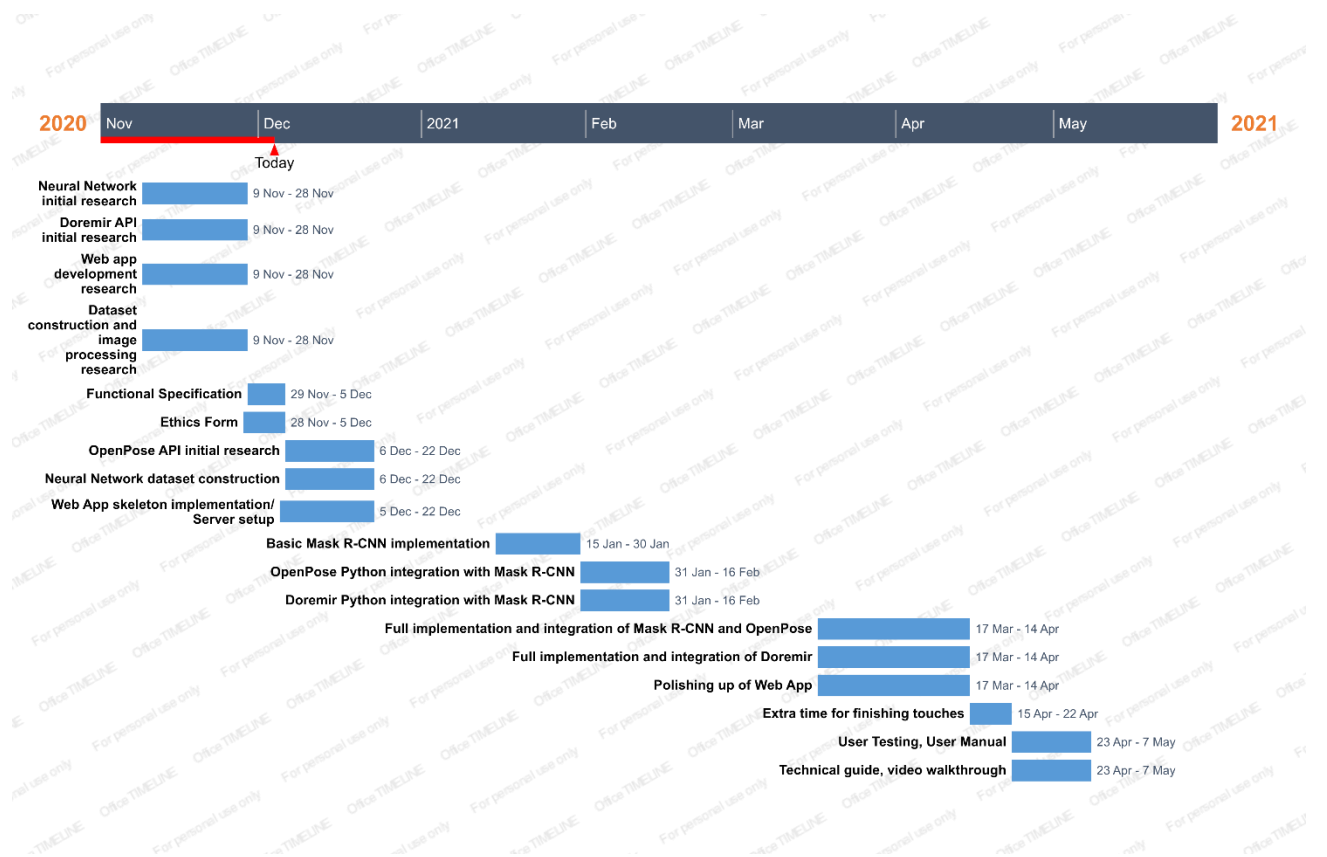 2020
Nov
Dec
2021
Feb
Mar
Apr
May
2021
Today
Neural Network
initial research
9 Nov - 28 Nov
Doremir API
initial research
9 Nov - 28 Nov
Web app
development
research
9 Nov - 28 Nov
Dataset
construction and
image
processing
research
9 Nov - 28 Nov
Functional Specification
29 Nov - 5 Dec
Ethics Form
28 Nov - 5 Dec
OpenPose API initial research
6 Dec - 22 Dec
Neural Network dataset construction
6 Dec - 22 Dec
Web App skeleton implementation/
Server setup
5 Dec - 22 Dec
Basic Mask R-CNN implementation
15 Jan - 30 Jan
OpenPose Python integration with Mask R-CNN
31 Jan - 16 Feb
Doremir Python integration with Mask R-CNN
31 Jan - 16 Feb
Full implementation and integration of Mask R-CNN and OpenPose
17 Mar - 14 Apr
Full implementation and integration of Doremir
17 Mar - 14 Apr
Polishing up of Web App
17 Mar - 14 Apr
Extra time for finishing touches
15 Apr - 22 Apr
User Testing, User Manual
23 Apr - 7 May
Technical guide, video walkthrough
23 Apr - 7 May
For personal use only
Office TIMELINE